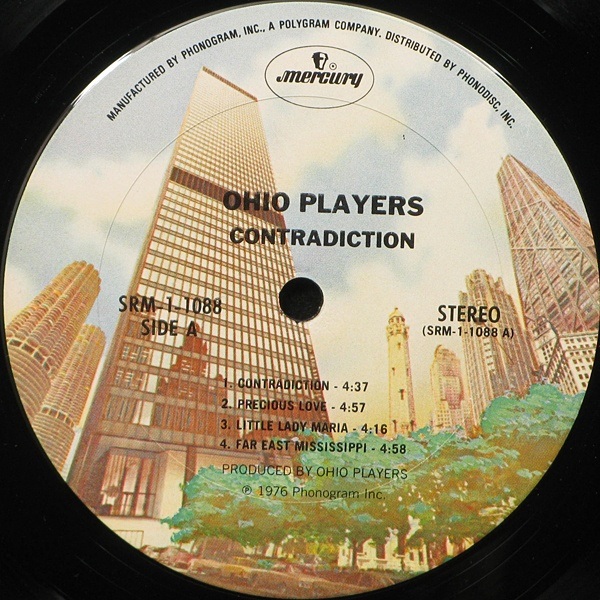 MANUFACTURED BY PHONOGRAM, INC., A POLYGRAM COMPANY. DISTRIBUTED BY PHONODISC, INC.
mercury
OHIO PLAYERS
CONTRADICTION
SRM-1-1088
SIDE A
STEREO
(SRM-1-1088 A)
1. CONTRADICTION - 4:37
2. PRECIOUS LOVE - 4:57
3. LITTLE LADY MARIA - 4:16
4. FAR EAST MISSISSIPPI - 4:58
PRODUCED BY OHIO PLAYERS
℗ 1976 Phonogram Inc.